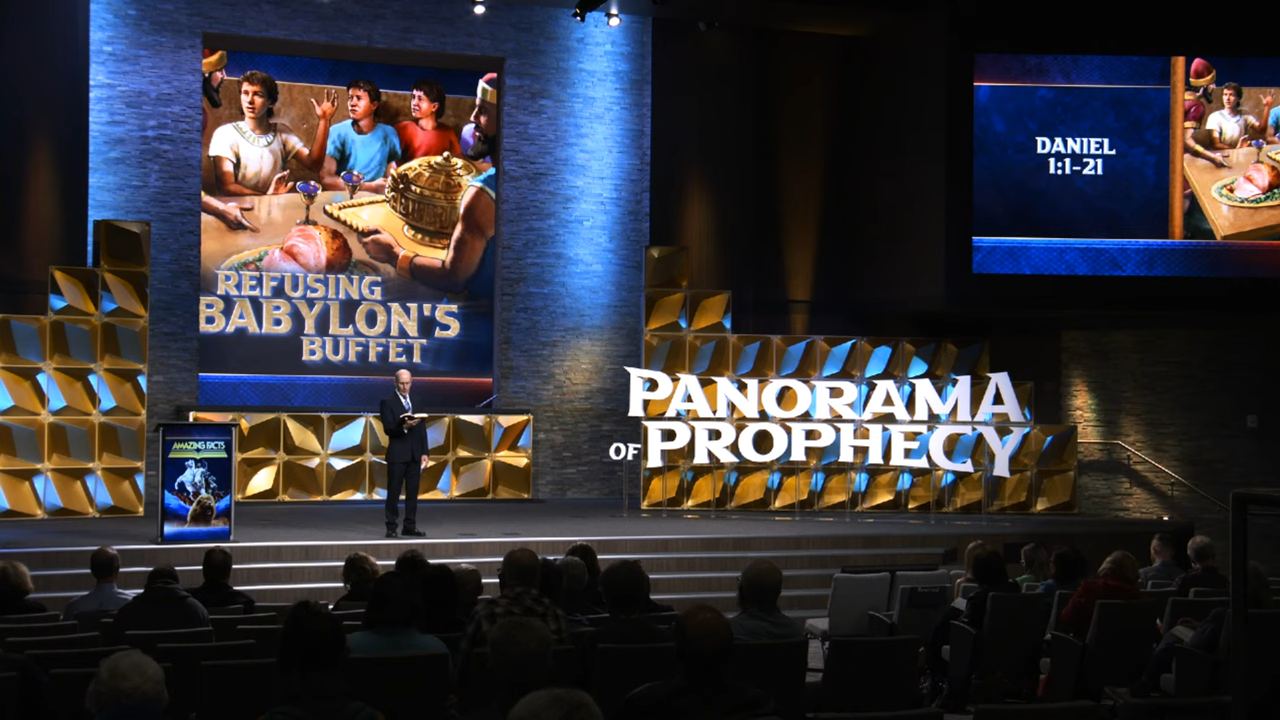 REFUSING
BABYLON'S
BUFFET
DANIEL
1:1-21
PANORAMA
OF PROPHECY
AMAZING FACTS